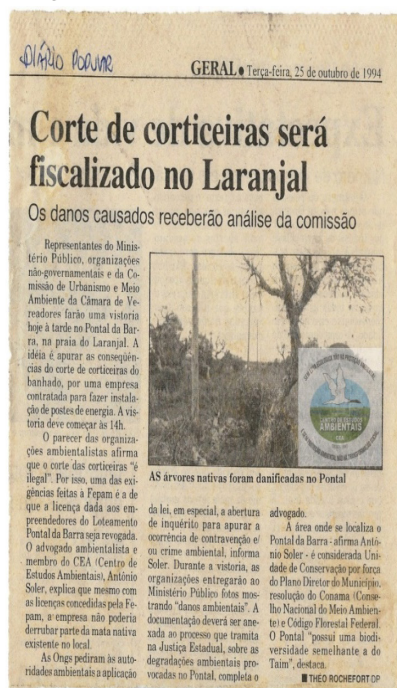 DIÁRIO POPULAR
GERAL ● Terça-feira, 25 de outubro de 1994
Corte de corticeiras será
fiscalizado no Laranjal
Os danos causados receberão análise da comissão
Representantes do Minis-
tério Público, organizações
não-governamentais e da Co-
missão de Urbanismo e Meio
Ambiente da Câmara de Ve-
readores farão uma vistoria
hoje à tarde no Pontal da Bar-
ra, na praia do Laranjal. A
idéia é apurar as conseqüên-
cias do corte de corticeiras do
banhado, por uma empresa
contratada para fazer instala-
ção de postes de energia. A vis-
toria deve começar às 14h.
O parecer das organiza-
ções ambientalistas afirma
que o corte das corticeiras "é
ilegal". Por isso, uma das exi-
gências feitas à Fepam é a de
que a licença dada aos em-
preendedores do Loteamento
Pontal da Barra seja revogada.
O advogado ambientalista e
membro do CEA (Centro de
Estudos Ambientais), Antônio
Soler, explica que mesmo com
as licenças concedidas pela Fe-
pam, a empresa não poderia
derrubar parte da mata nativa
existente no local.
As Ongs pediram às auto-
ridades ambientais a aplicação
CENTRO DE ESTUDOS
AMBIENTAIS
CEA
AS árvores nativas foram danificadas no Pontal
da lei, em especial, a abertura
de inquérito para apurar a
ocorrência de contravenção e/
ou crime ambiental, informa
Soler. Durante a vistoria, as
organizações entregarão ao
Ministério Público fotos mos-
trando "danos ambientais". A
documentação deverá ser ane-
xada ao processo que tramita
na Justiça Estadual, sobre as
degradações ambientais pro-
vocadas no Pontal, completa o
advogado.
A área onde se localiza o
Pontal da Barra - afirma Antô-
nio Soler - é considerada Uni-
dade de Conservação por força
do Plano Diretor do Município,
resolução do Conama (Conse-
lho Nacional do Meio Ambien-
te) e Código Florestal Federal.
O Pontal "possui uma biodi-
versidade semelhante a do
Taim", destaca.
■ THEO ROCHEFORT-DP